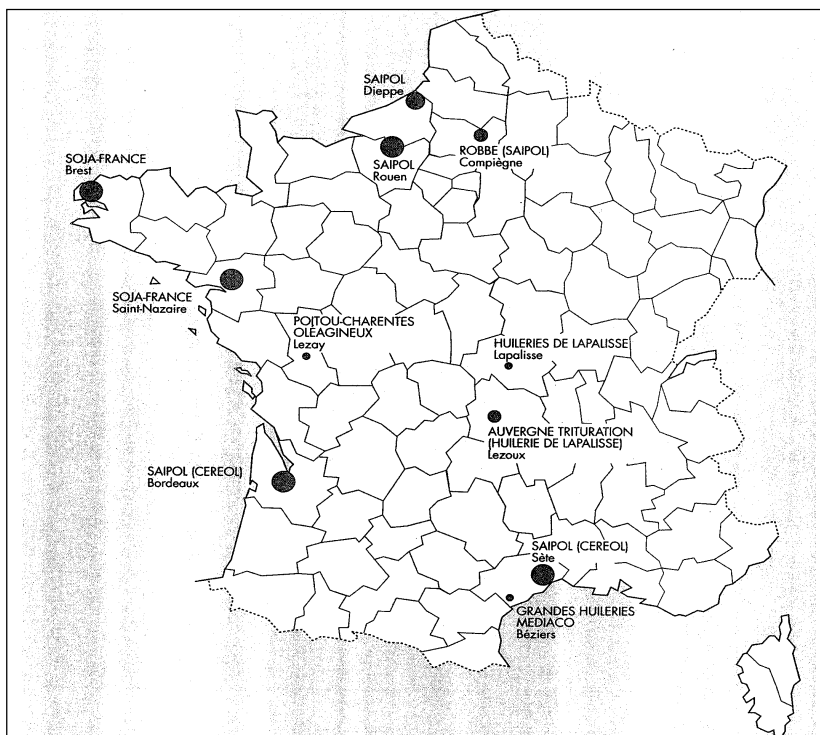 SAIPOL
Dieppe
ROBBE (SAIPOL)
Compiègne
SAIPOL
Rouen
SOJA-FRANCE
Brest
SOJA-FRANCE
Saint-Nazaire
POITOU-CHARENTES
OLEAGINEUX
Lezay
HUILERIES DE LAPALISSE
Lapalisse
AUVERGNE TRITURATION
(HUILERIE DE LAPALISSE)
Lezoux
SAIPOL (CEREOL)
Bordeaux
SAIPOL (CEREOL)
Sète
GRANDES HUILERIES
MEDIACO
Béziers